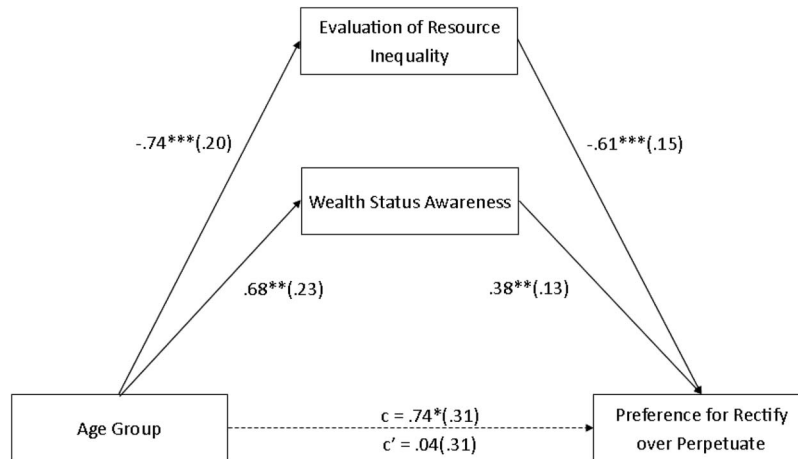 Evaluation of Resource
Inequality
-.74***(.20)
-.61***(.15)
Wealth Status Awareness
.68**(.23)
.38**(.13)
Age Group
c = .74*(.31)
c’ = .04(.31)
Preference for Rectify
over Perpetuate